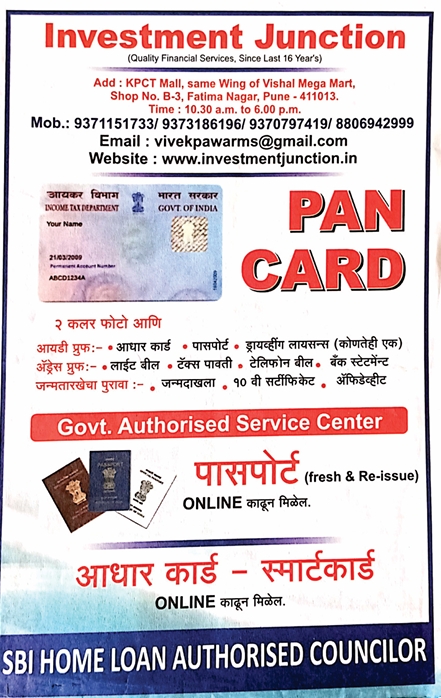 Investment Junction
(Quality Financial Services, Since Last 16 Year's)
Add : KPCT Mall, same Wing of Vishal Mega Mart,
Shop No. B-3, Fatima Nagar, Pune - 411013.
Time : 10.30 a.m. to 6.00 p.m.
Mob.: 9371151733/ 9373186196/ 9370797419/ 8806942999
Email : vivekpawarms@gmail.com
Website : www.investmentjunction.in
आयकर विभाग भारत सरकार
INCOME TAX DEPARTMENT GOVT. OF INDIA
Your Name
21/03/2009
Permanent Account Number
ABCD1234A
PAN
CARD
२ कलर फोटो आणि
आयडी प्रुफ:- • आधार कार्ड • पासपोर्ट • ड्रायव्हींग लायसन्स (कोणतेही एक)
ॲड्रेस प्रुफ:- • लाईट बील • टॅक्स पावती • टेलिफोन बील • बँक स्टेटमेंट
जन्मतारखेचा पुरावा :- • जन्मदाखला • १० वी सर्टीफिकेट • ॲफिडेव्हीट
Govt. Authorised Service Center
पासपोर्ट (fresh & Re-issue)
ONLINE काढून मिळेल.
आधार कार्ड – स्मार्टकार्ड
ONLINE काढून मिळेल.
SBI HOME LOAN AUTHORISED COUNCILOR